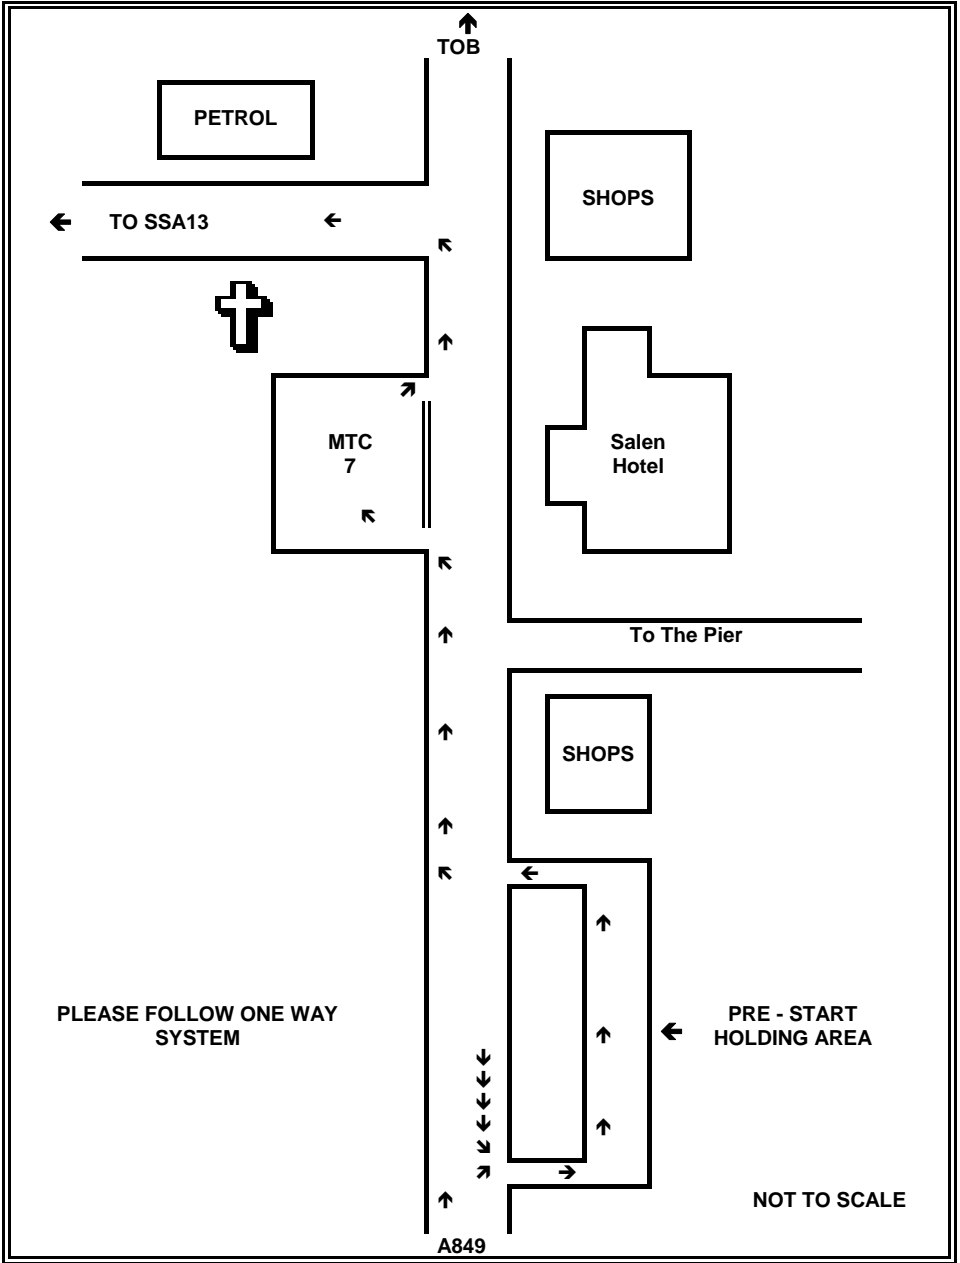 TOB
PETROL
SHOPS
TO SSA13
MTC
7
Salen
Hotel
To The Pier
SHOPS
PLEASE FOLLOW ONE WAY
SYSTEM
PRE - START
HOLDING AREA
NOT TO SCALE
A849